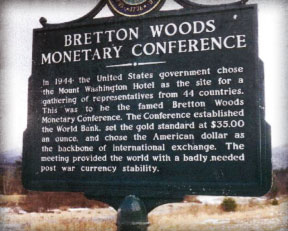 BRETTON WOODS
MONETARY CONFERENCE
In 1944 the United States government chose
the Mount Washington Hotel as the site for a
gathering of representatives from 44 countries.
This was to be the famed Bretton Woods
Monetary Conference. The Conference established
the World Bank, set the gold standard at $35.00
an ounce, and chose the American dollar as
the backbone of international exchange. The
meeting provided the world with a badly needed
post war currency stability.